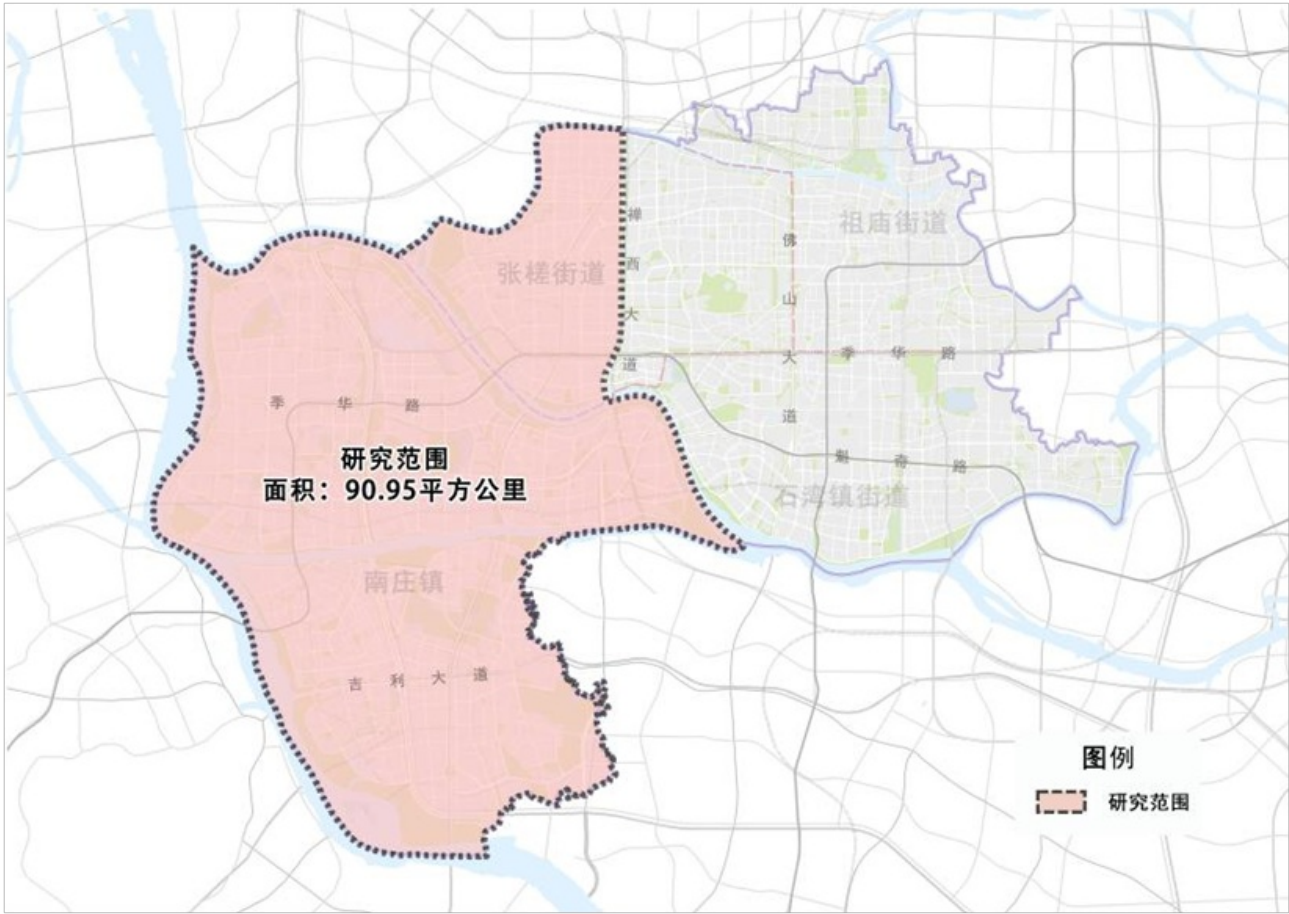 祖庙街道
禅西大道
佛山大道
张槎街道
季华路
季华路
研究范围
面积：90.95平方公里
魁奇路
石湾镇街道
南庄镇
吉利大道
图例
研究范围